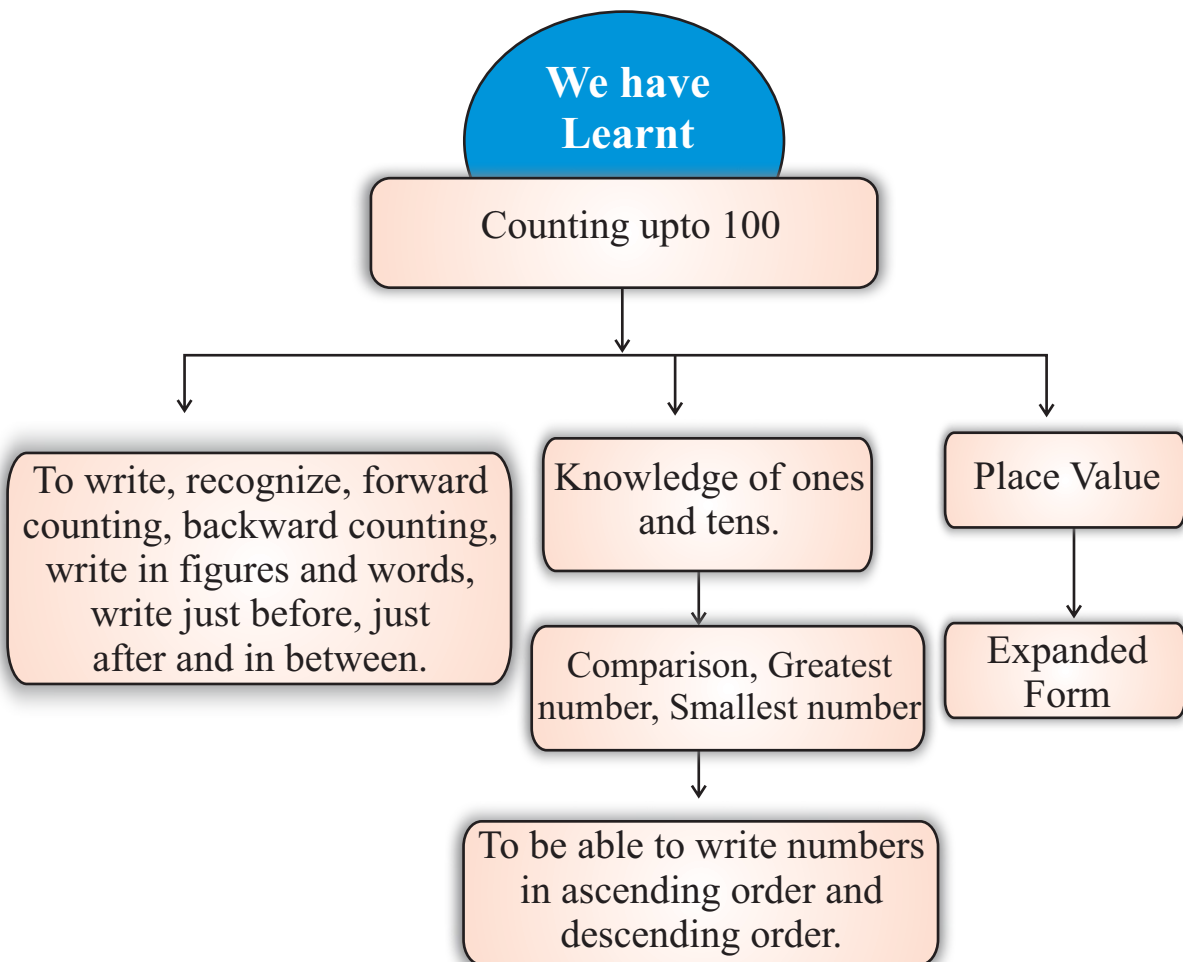 We have
Learnt
Counting upto 100
To write, recognize, forward
counting, backward counting,
write in figures and words,
write just before, just
after and in between.
Knowledge of ones
and tens.
Comparison, Greatest
number, Smallest number
To be able to write numbers
in ascending order and
descending order.
Place Value
Expanded
Form